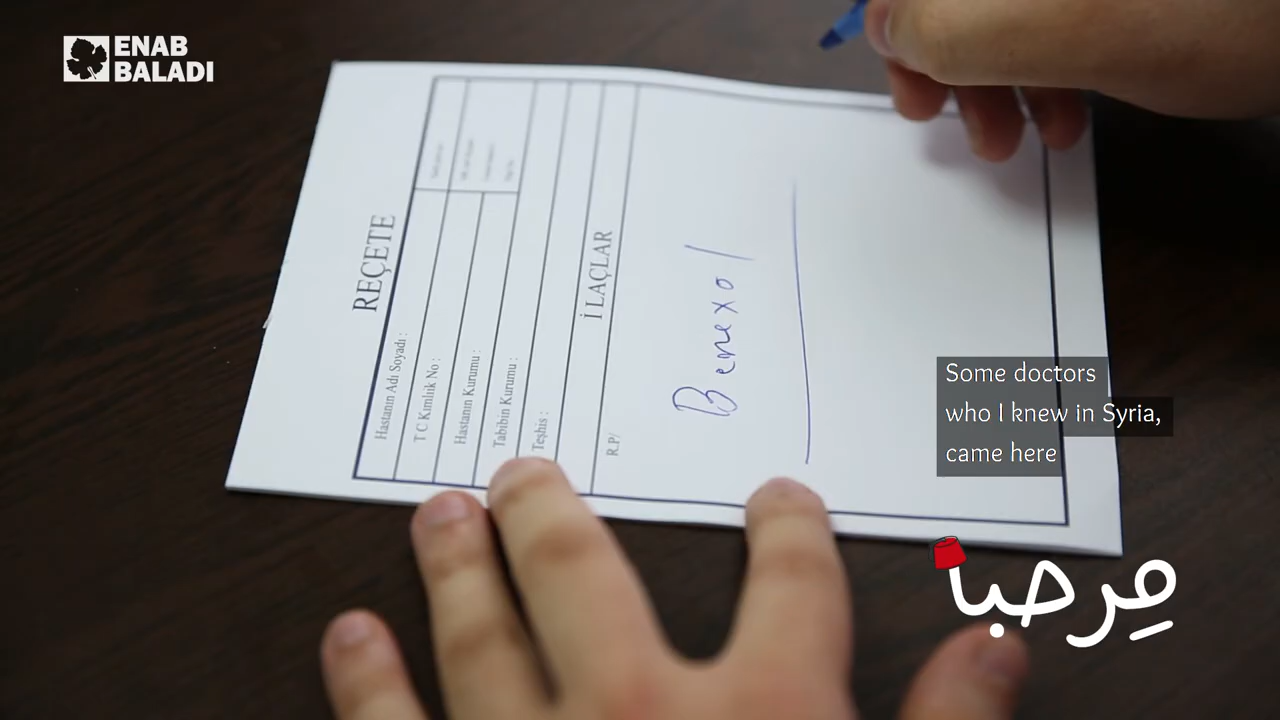 ENAB
BALADI
REÇETE
Hastanın Adı Soyadı :
T C Kimlik No :
Hastanın Kurumu :
Tabibin Kurumu :
Teşhis :
İLAÇLAR
R.P/
Benexol
Some doctors
who I knew in Syria,
came here
مِرحبا